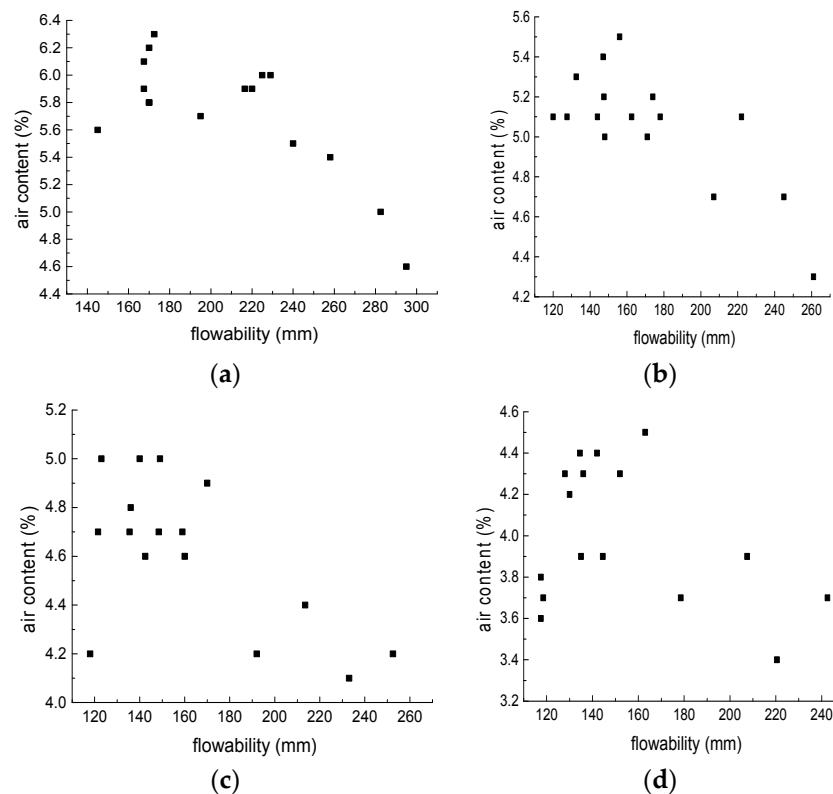 6.4
6.2
6.0
5.8
5.6
5.4
5.2
5.0
4.8
4.6
4.4
air content (%)
140 160 180 200 220 240 260 280 300
flowability (mm)
(a)
5.6
5.4
5.2
5.0
4.8
4.6
4.4
4.2
air content (%)
120 140 160 180 200 220 240 260
flowability (mm)
(b)
5.2
5.0
4.8
4.6
4.4
4.2
4.0
air content (%)
120 140 160 180 200 220 240 260
flowability (mm)
(c)
4.6
4.4
4.2
4.0
3.8
3.6
3.4
3.2
air content (%)
120 140 160 180 200 220 240
flowability (mm)
(d)